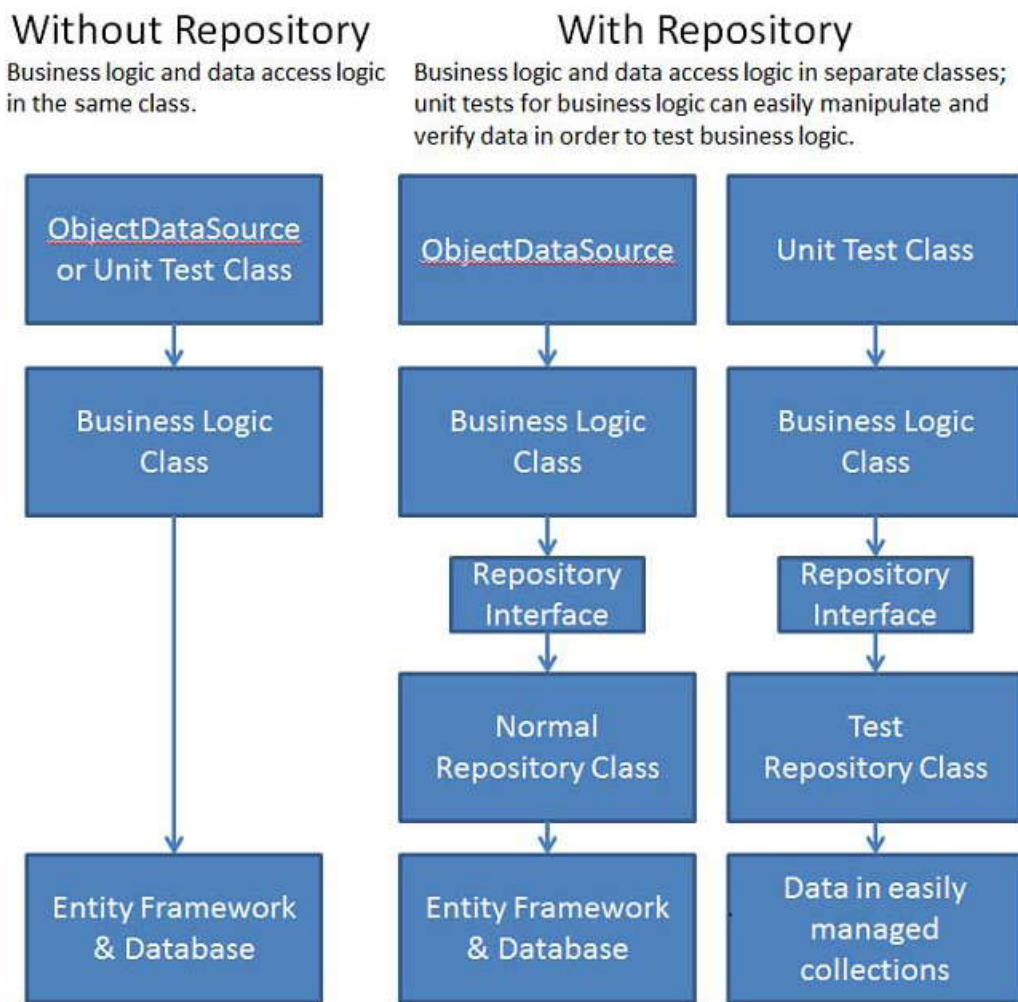 Without Repository
Business logic and data access logic
in the same class.
ObjectDataSource
or Unit Test Class
Business Logic
Class
Entity Framework
& Database
With Repository
Business logic and data access logic in separate classes;
unit tests for business logic can easily manipulate and
verify data in order to test business logic.
ObjectDataSource
Business Logic
Class
Repository
Interface
Normal
Repository Class
Entity Framework
& Database
Unit Test Class
Business Logic
Class
Repository
Interface
Test
Repository Class
Data in easily
managed
collections